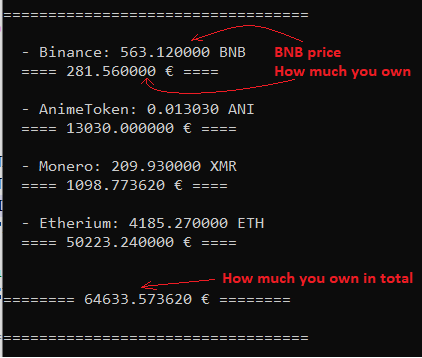 =================================
- Binance: 563.120000 BNB BNB price
==== 281.560000 € ==== How much you own
- AnimeToken: 0.013030 ANI
==== 13030.000000 € ====
- Monero: 209.930000 XMR
==== 1098.773620 € ====
- Etherium: 4185.270000 ETH
==== 50223.240000 € ====
How much you own in total
======== 64633.573620 € ========
=================================